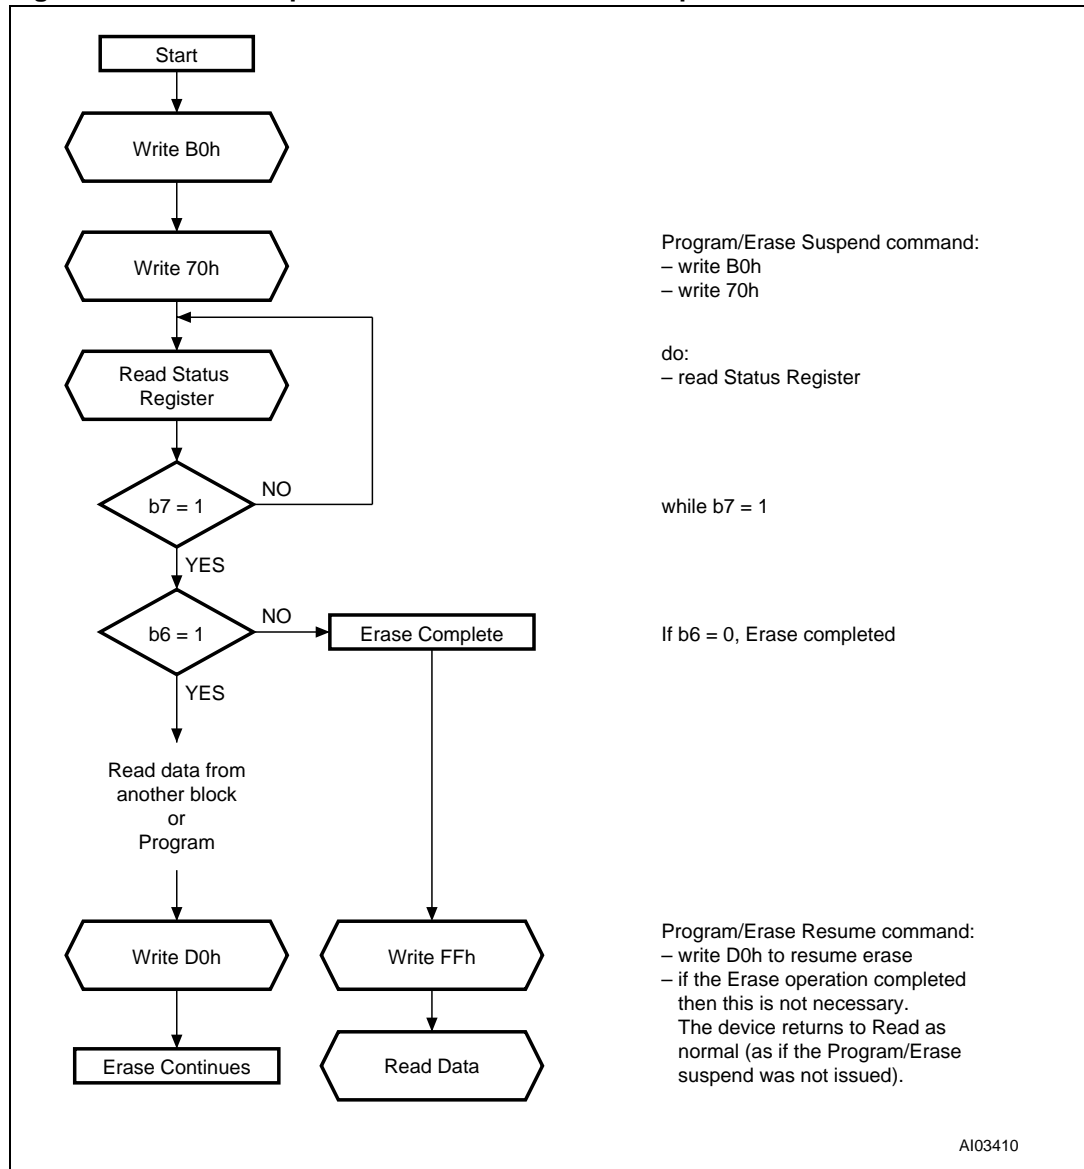 Start
Write B0h
Write 70h
Program/Erase Suspend command:
– write B0h
– write 70h
Read Status
Register
do:
– read Status Register
b7 = 1
NO
while b7 = 1
YES
b6 = 1
NO
Erase Complete
If b6 = 0, Erase completed
YES
Read data from
another block
or
Program
Write D0h
Write FFh
Program/Erase Resume command:
– write D0h to resume erase
– if the Erase operation completed
then this is not necessary.
The device returns to Read as
normal (as if the Program/Erase
suspend was not issued).
Erase Continues
Read Data
AI03410